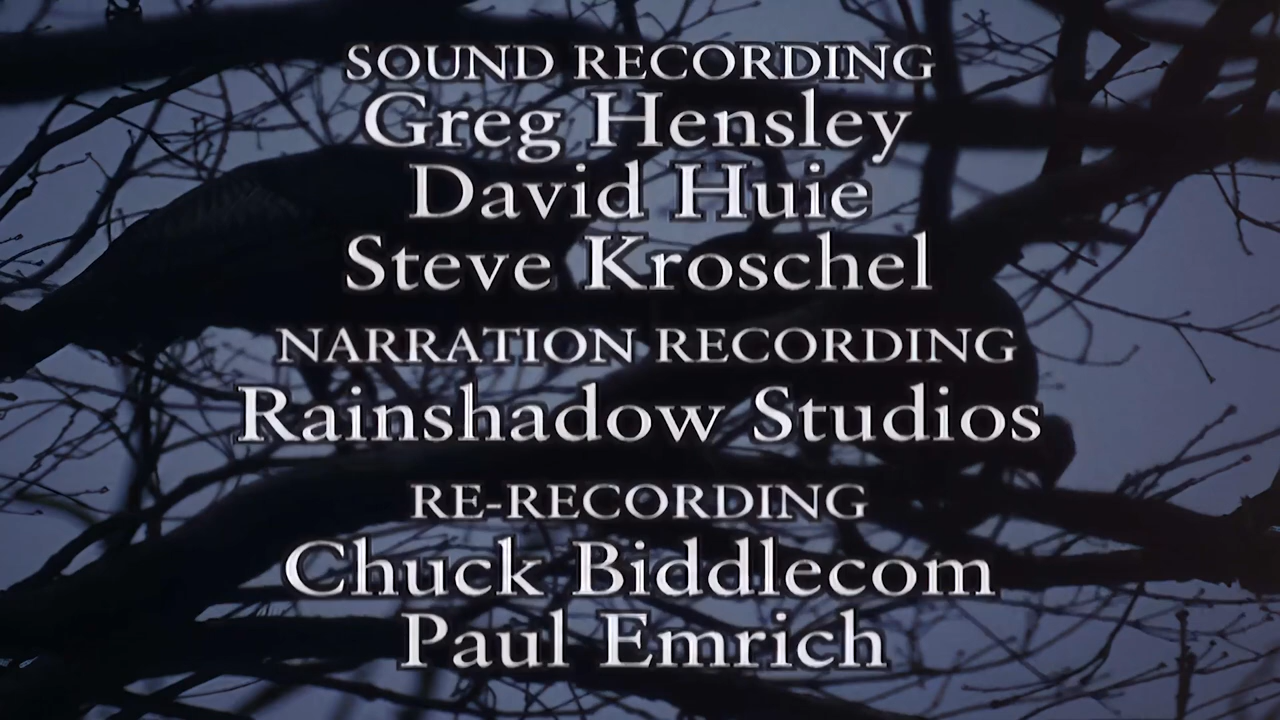 SOUND RECORDING
Greg Hensley
David Huie
Steve Kroschel
NARRATION RECORDING
Rainshadow Studios
RE-RECORDING
Chuck Biddlecom
Paul Emrich